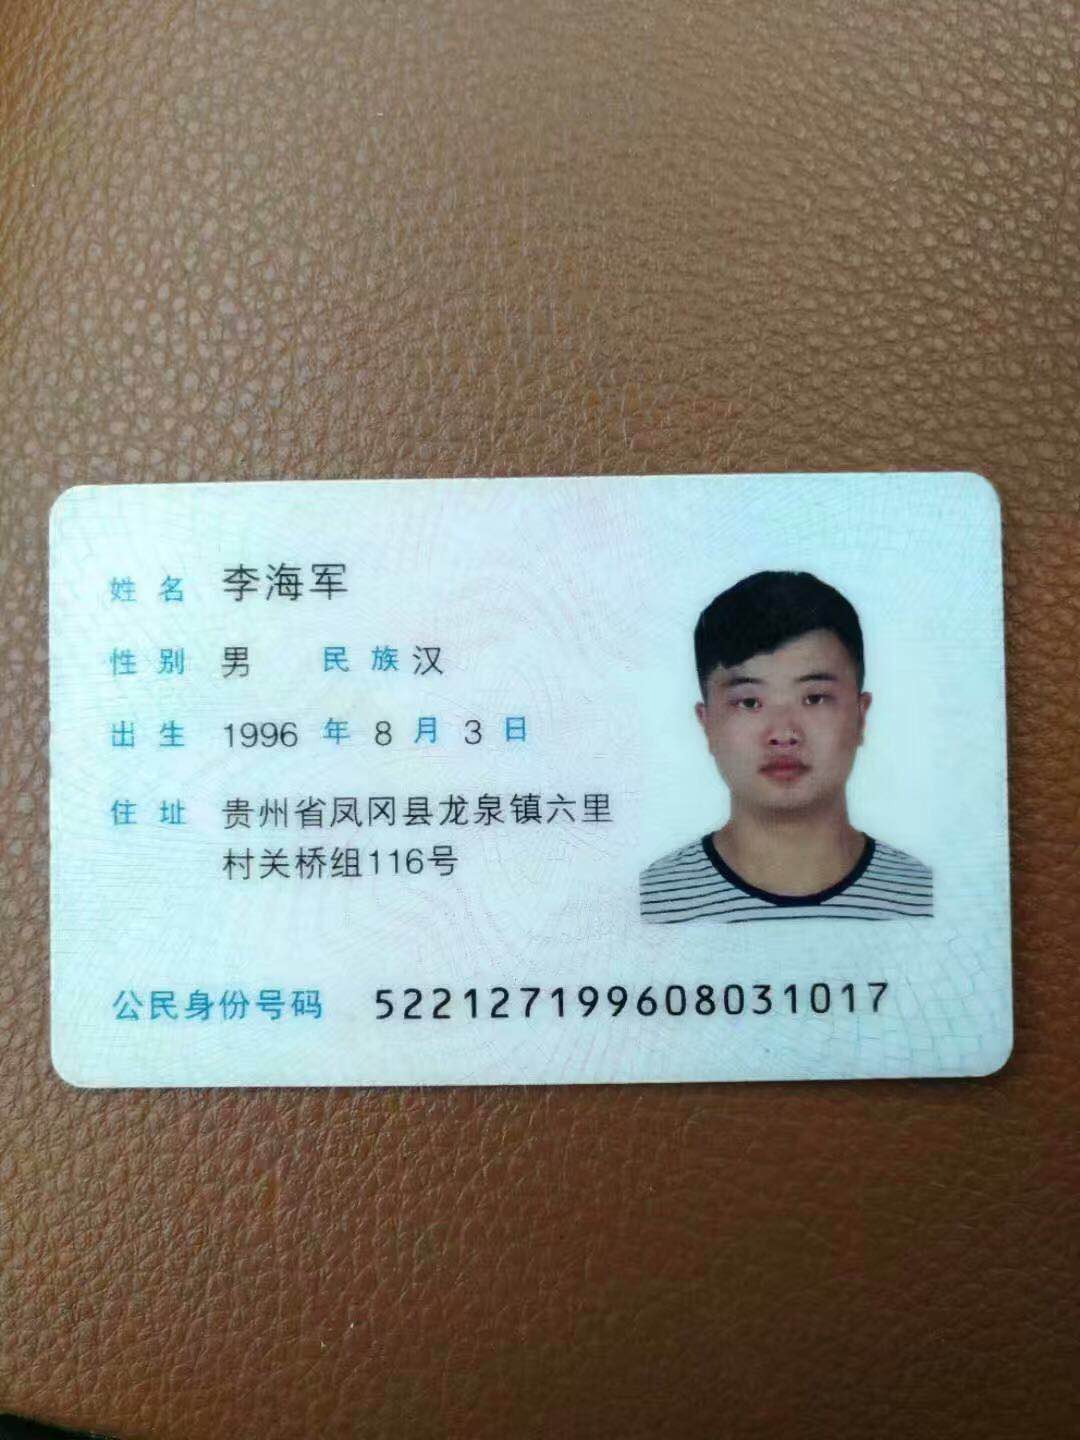 姓名 李海军
性别 男 民族 汉
出生 1996 年 8 月 3 日
住址 贵州省凤冈县龙泉镇六里
村关桥组116号
公民身份号码 522127199608031017